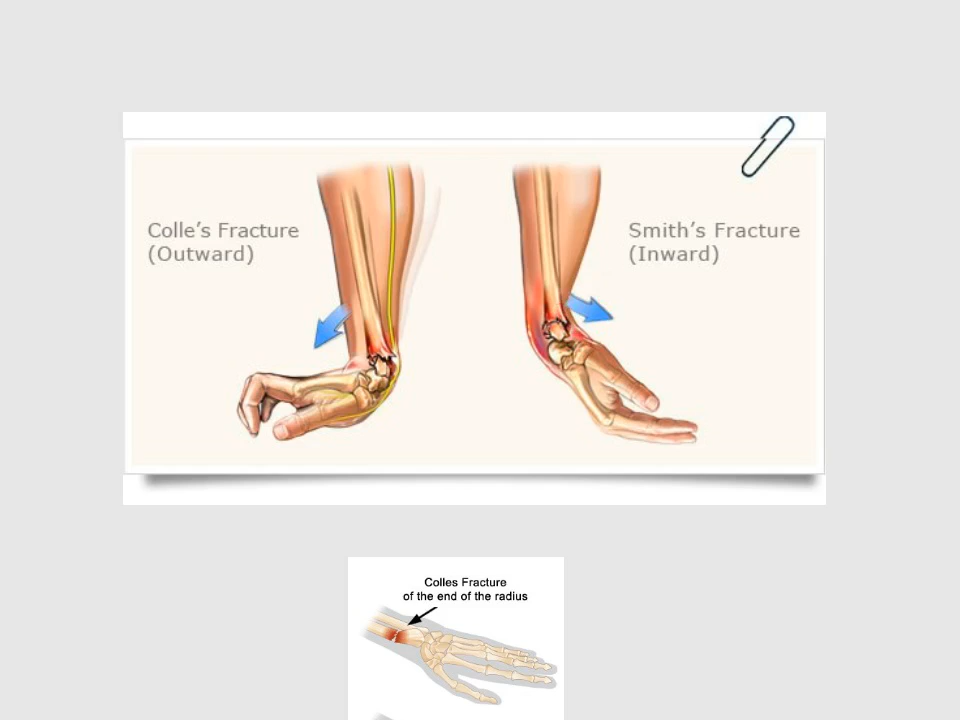 Colle's Fracture
(Outward)
Smith's Fracture
(Inward)
Colles Fracture
of the end of the radius